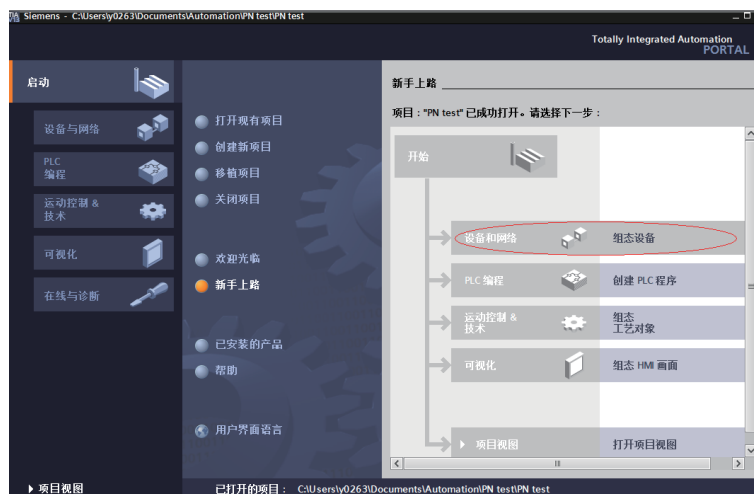 Siemens - C:\Users\y0263\Documents\Automation\PN test\PN test
Totally Integrated Automation
PORTAL
启动
设备与网络
PLC
编程
运动控制 &
技术
可视化
在线与诊断
打开现有项目
创建新项目
移植项目
关闭项目
欢迎光临
新手上路
已安装的产品
帮助
用户界面语言
新手上路
项目："PN test" 已成功打开。请选择下一步：
开始
设备和网络
组态设备
PLC 编程
创建 PLC 程序
运动控制 &
技术
组态
工艺对象
可视化
组态 HMI 画面
项目视图
打开项目视图
项目视图
已打开的项目： C:\Users\y0263\Documents\Automation\PN test\PN test